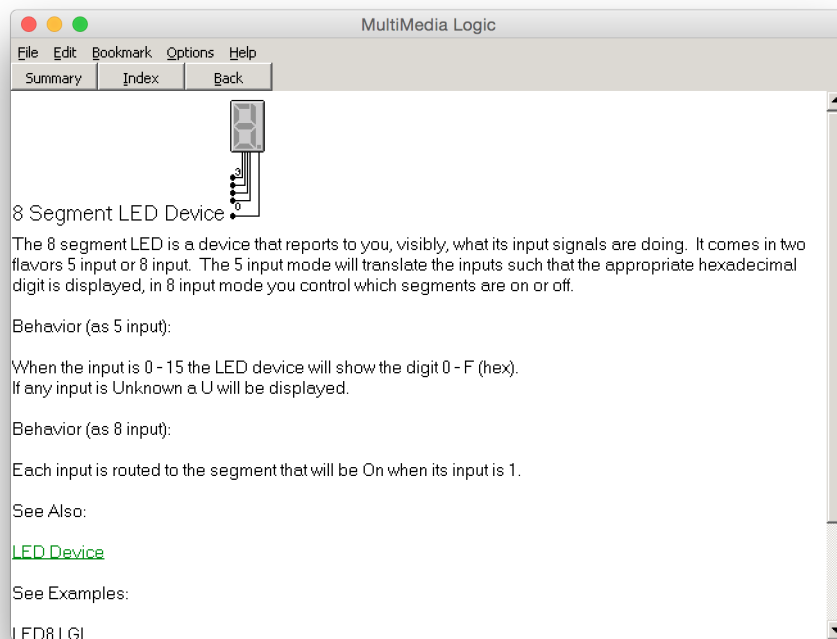 MultiMedia Logic
File Edit Bookmark Options Help
Summary Index Back
3
0
8 Segment LED Device
The 8 segment LED is a device that reports to you, visibly, what its input signals are doing. It comes in two
flavors 5 input or 8 input. The 5 input mode will translate the inputs such that the appropriate hexadecimal
digit is displayed, in 8 input mode you control which segments are on or off.
Behavior (as 5 input):
When the input is 0 - 15 the LED device will show the digit 0 - F (hex).
If any input is Unknown a U will be displayed.
Behavior (as 8 input):
Each input is routed to the segment that will be On when its input is 1.
See Also:
LED Device
See Examples:
LED8.LGI